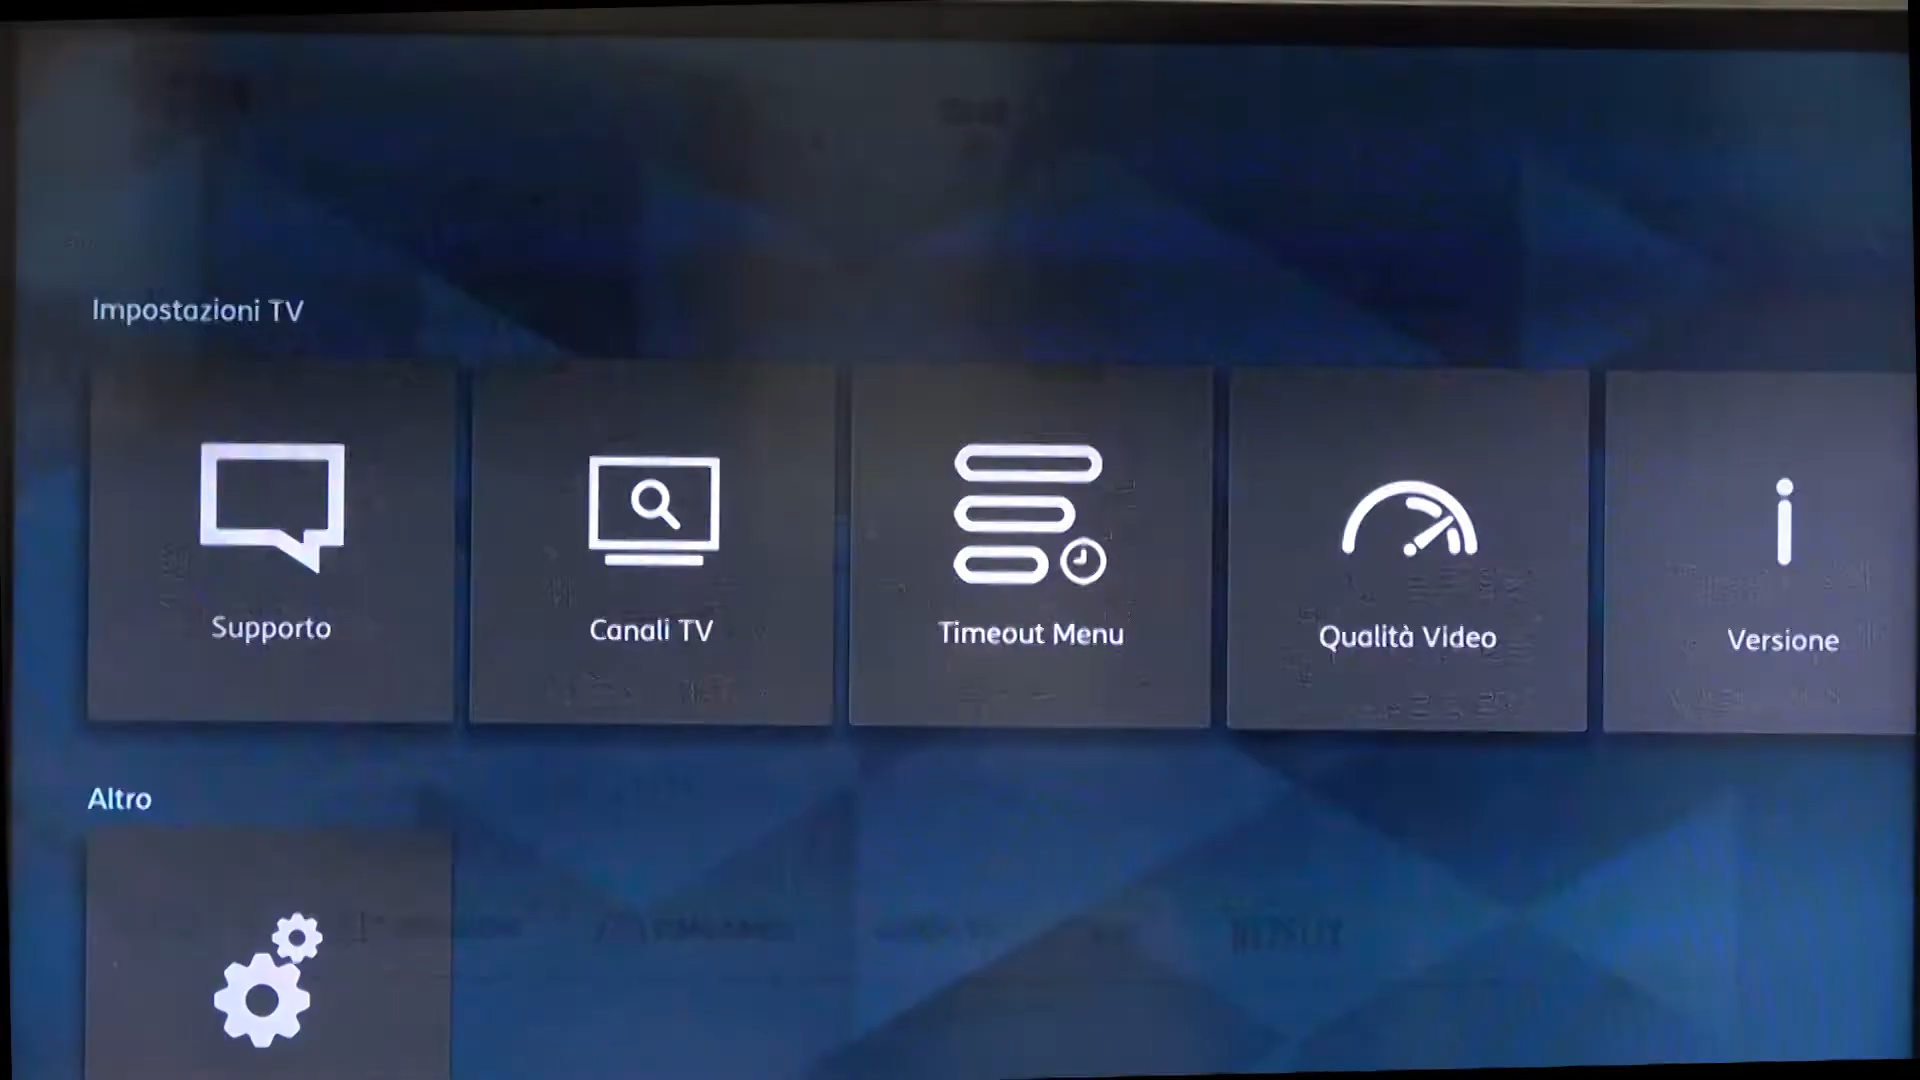 Impostazioni TV
Supporto
Canali TV
Timeout Menu
Qualità Video
Versione
Altro